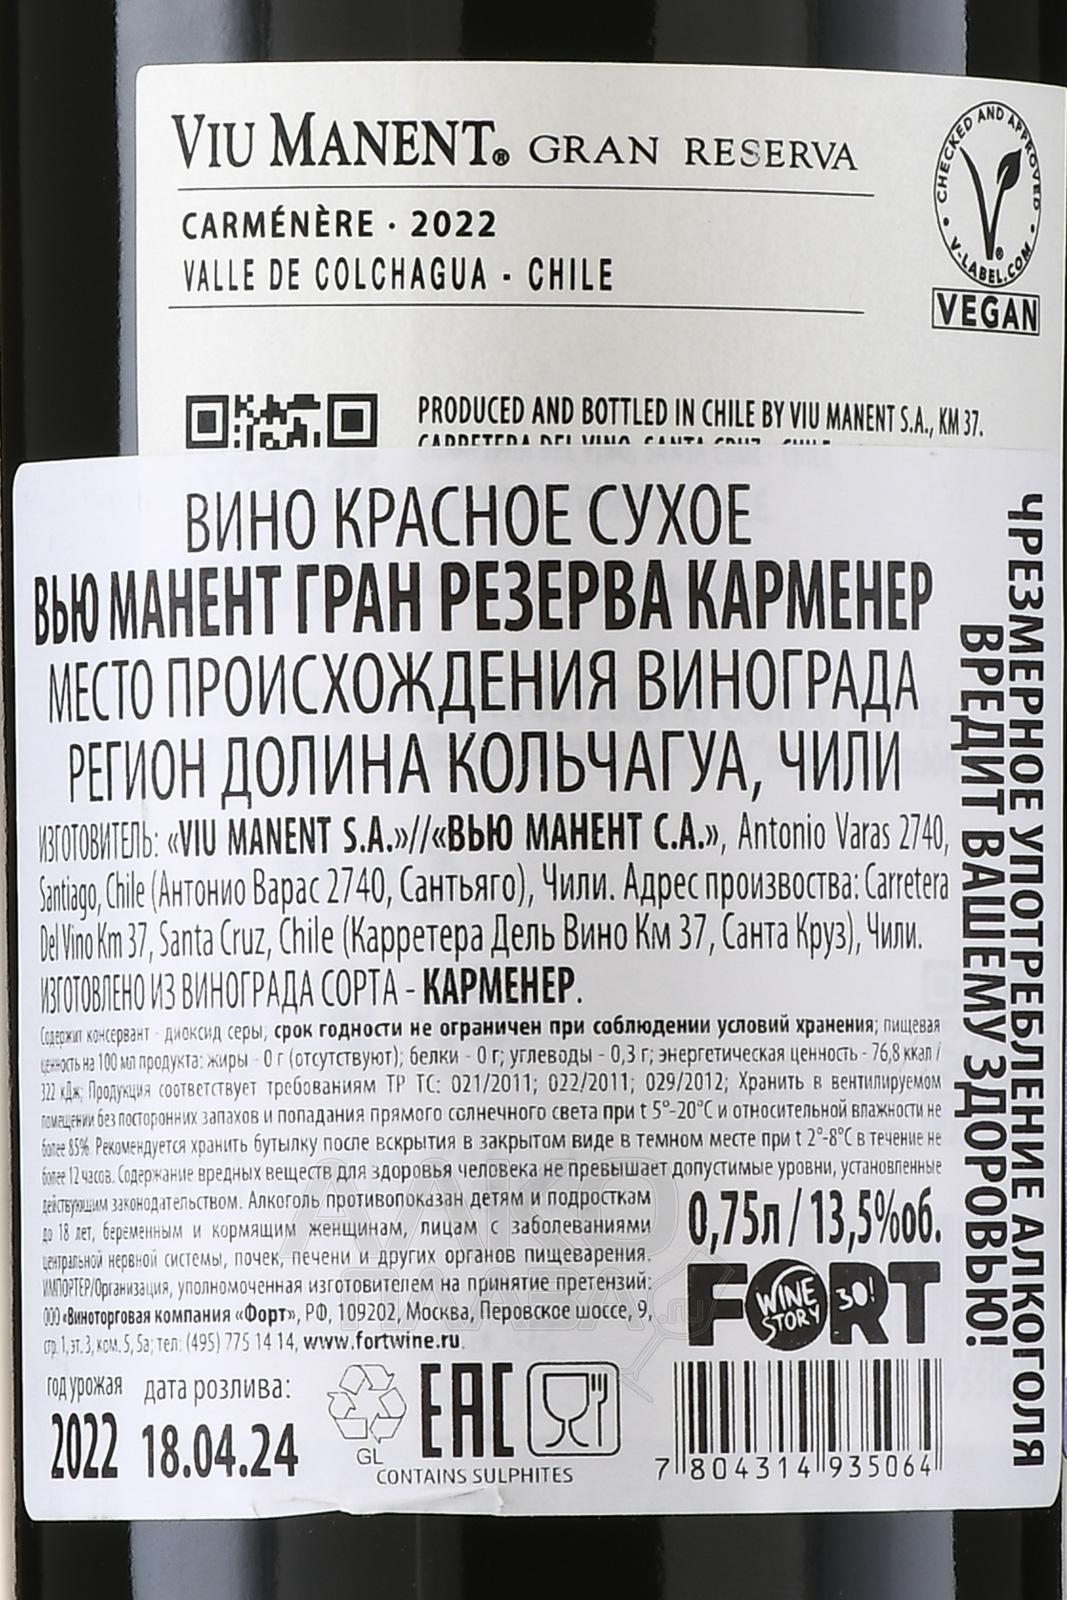 VIU MANENT® GRAN RESERVA
CARMÉNÈRE · 2022
VALLE DE COLCHAGUA - CHILE
CHECKED AND APPROVED · V-LABEL.COM ·
VEGAN
PRODUCED AND BOTTLED IN CHILE BY VIU MANENT S.A., KM 37.
CARRETERA DEL VINO, SANTA CRUZ - CHILE
ВИНО КРАСНОЕ СУХОЕ
ВЬЮ МАНЕНТ ГРАН РЕЗЕРВА КАРМЕНЕР
МЕСТО ПРОИСХОЖДЕНИЯ ВИНОГРАДА
РЕГИОН ДОЛИНА КОЛЬЧАГУА, ЧИЛИ
ИЗГОТОВИТЕЛЬ: «VIU MANENT S.A.»//«ВЬЮ МАНЕНТ С.А.», Antonio Varas 2740,
Santiago, Chile (Антонио Варас 2740, Сантьяго), Чили. Адрес произвоства: Carretera
Del Vino Km 37, Santa Cruz, Chile (Карретера Дель Вино Км 37, Санта Круз), Чили.
ИЗГОТОВЛЕНО ИЗ ВИНОГРАДА СОРТА - КАРМЕНЕР.
Содержит консервант - диоксид серы; срок годности не ограничен при соблюдении условий хранения; пищевая
ценность на 100 мл продукта: жиры - 0 г (отсутствуют); белки - 0 г; углеводы - 0,3 г; энергетическая ценность - 76,8 ккал /
322 кДж; Продукция соответствует требованиям ТР ТС: 021/2011; 022/2011; 029/2012; Хранить в вентилируемом
помещении без посторонних запахов и попадания прямого солнечного света при t 5°-20°C и относительной влажности не
более 85%. Рекомендуется хранить бутылку после вскрытия в закрытом виде в темном месте при t 2°-8°C в течение не
более 12 часов. Содержание вредных веществ для здоровья человека не превышает допустимые уровни, установленные
действующим законодательством. Алкоголь противопоказан детям и подросткам
до 18 лет, беременным и кормящим женщинам, лицам с заболеваниями
центральной нервной системы, почек, печени и других органов пищеварения.
ИМПОРТЕР/Организация, уполномоченная изготовителем на принятие претензий:
ООО «Виноторговая компания «Форт», РФ, 109202, Москва, Перовское шоссе, 9,
стр. 1, эт. 3, ком. 5, 5а; тел: (495) 775 14 14, www.fortwine.ru.
0,75л / 13,5%об.
FORT
WINE STORY 30!
год урожая
2022
дата розлива:
18.04.24
GL
EAC
CONTAINS SULPHITES
7 804314 935064
ЧРЕЗМЕРНОЕ УПОТРЕБЛЕНИЕ АЛКОГОЛЯ
ВРЕДИТ ВАШЕМУ ЗДОРОВЬЮ!
АЛКО
ПЛАЗА.ru